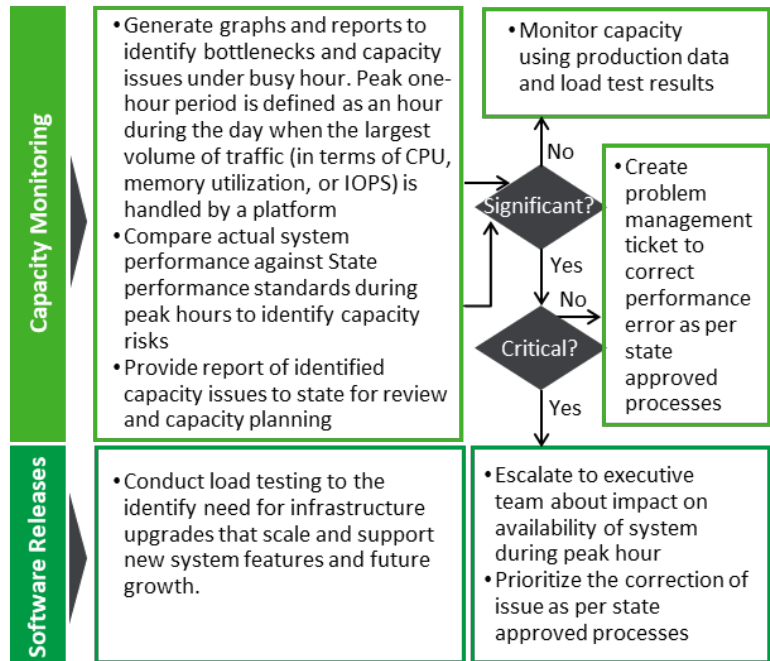 Capacity Monitoring
• Generate graphs and reports to
identify bottlenecks and capacity
issues under busy hour. Peak one-
hour period is defined as an hour
during the day when the largest
volume of traffic (in terms of CPU,
memory utilization, or IOPS) is
handled by a platform
• Compare actual system
performance against State
performance standards during
peak hours to identify capacity
risks
• Provide report of identified
capacity issues to state for review
and capacity planning
• Monitor capacity
using production data
and load test results
No
Significant?
Yes
No
Critical?
Yes
• Create
problem
management
ticket to
correct
performance
error as per
state
approved
processes
Software Releases
• Conduct load testing to the
identify need for infrastructure
upgrades that scale and support
new system features and future
growth.
• Escalate to executive
team about impact on
availability of system
during peak hour
• Prioritize the correction of
issue as per state
approved processes